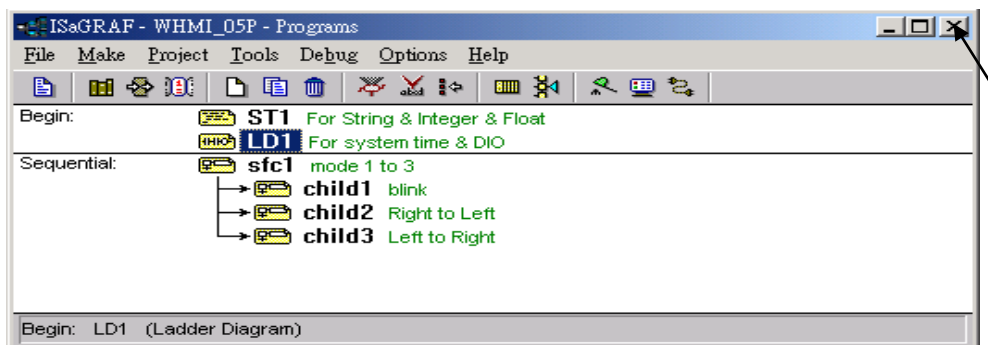 ISaGRAF - WHMI_05P - Programs
File Make Project Tools Debug Options Help
Begin: ST1 For String & Integer & Float
LD1 For system time & DIO
Sequential: sfc1 mode 1 to 3
child1 blink
child2 Right to Left
child3 Left to Right
Begin: LD1 (Ladder Diagram)